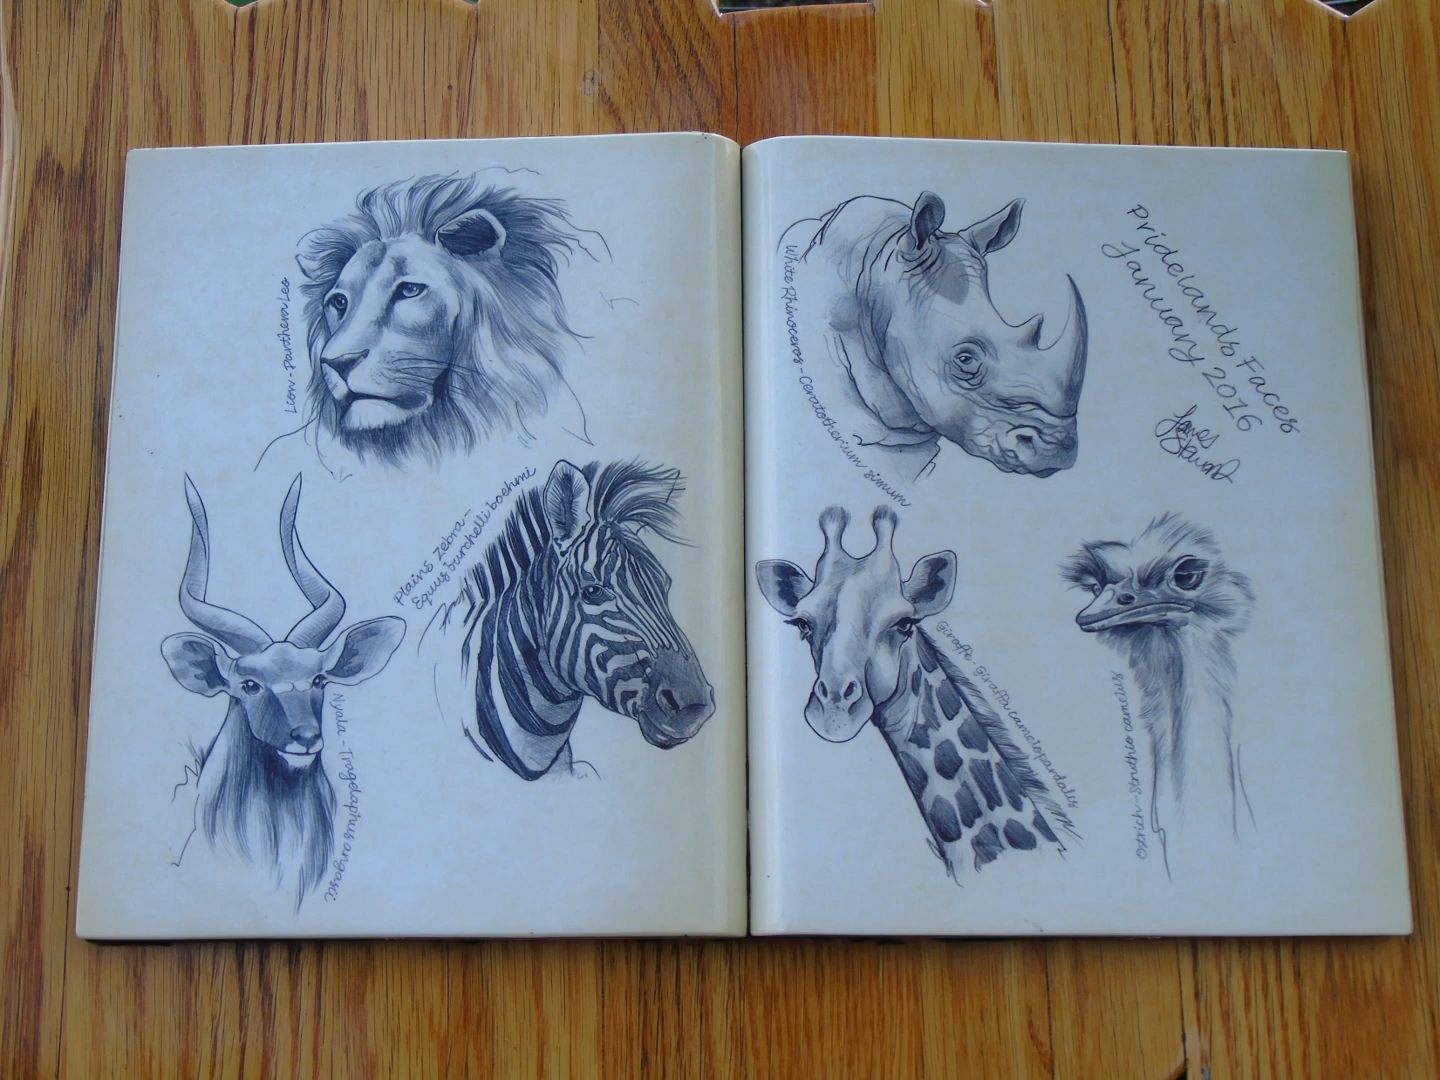 Lion - Panthera Leo
Plains Zebra -
Equus burchelli boehmi
Nyala - Tragelaphus angasii
White Rhinoceros - Ceratotherium simum
Pridelands Faces
January 2016
James
Giraffe - Giraffa camelopardalis
Ostrich - Struthio camelus